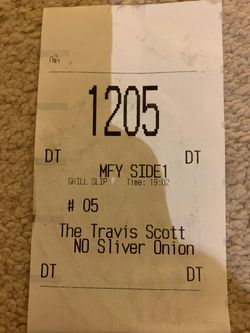 1205
DT DT
MFY SIDE1
GRILL SLIP Time: 19:02
# 05
The Travis Scott
NO Sliver Onion
DT DT